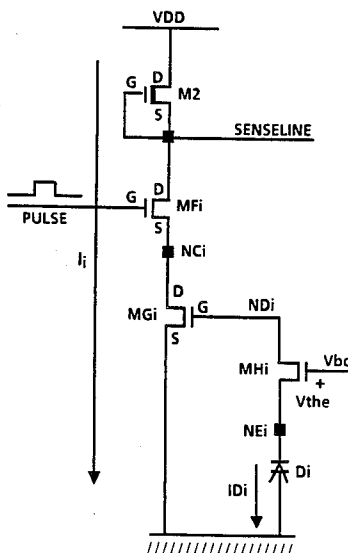 VDD
D
G
M2
S
SENSELINE
D
G
MFi
S
PULSE
NCi
Ii
D
MGi
G
NDi
S
MHi
+
Vthe
NEi
Di
IDi